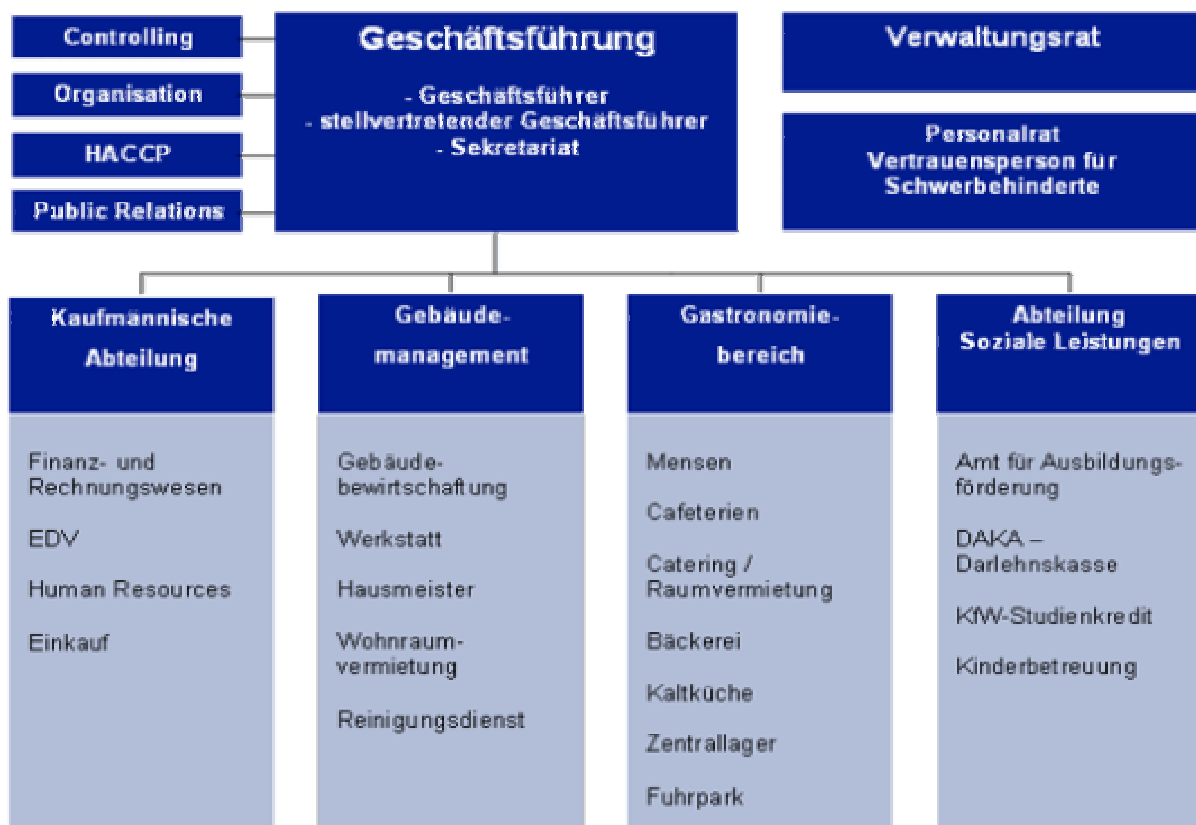 Controlling
Organisation
HACCP
Public Relations
Geschäftsführung
- Geschäftsführer
- stellvertretender Geschäftsführer
- Sekretariat
Verwaltungsrat
Personalrat
Vertrauensperson für
Schwerbehinderte
Kaufmännische
Abteilung
Finanz- und
Rechnungswesen
EDV
Human Resources
Einkauf
Gebäude-
management
Gebäude-
bewirtschaftung
Werkstatt
Hausmeister
Wohnraum-
vermietung
Reinigungsdienst
Gastronomie-
bereich
Mensen
Cafeterien
Catering /
Raumvermietung
Bäckerei
Kaltküche
Zentrallager
Fuhrpark
Abteilung
Soziale Leistungen
Amt für Ausbildungs-
förderung
DAKA –
Darlehnskasse
KfW-Studienkredit
Kinderbetreuung